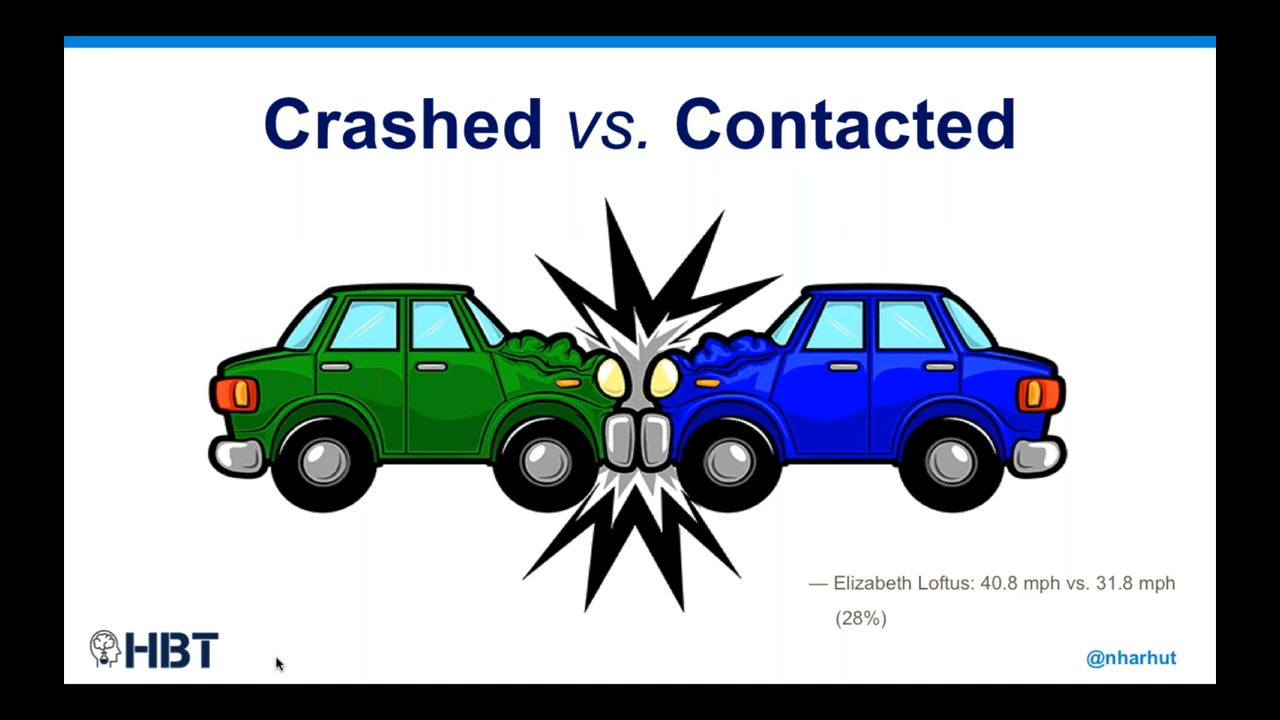 Crashed vs. Contacted
— Elizabeth Loftus: 40.8 mph vs. 31.8 mph
(28%)
HBT
@nharhut